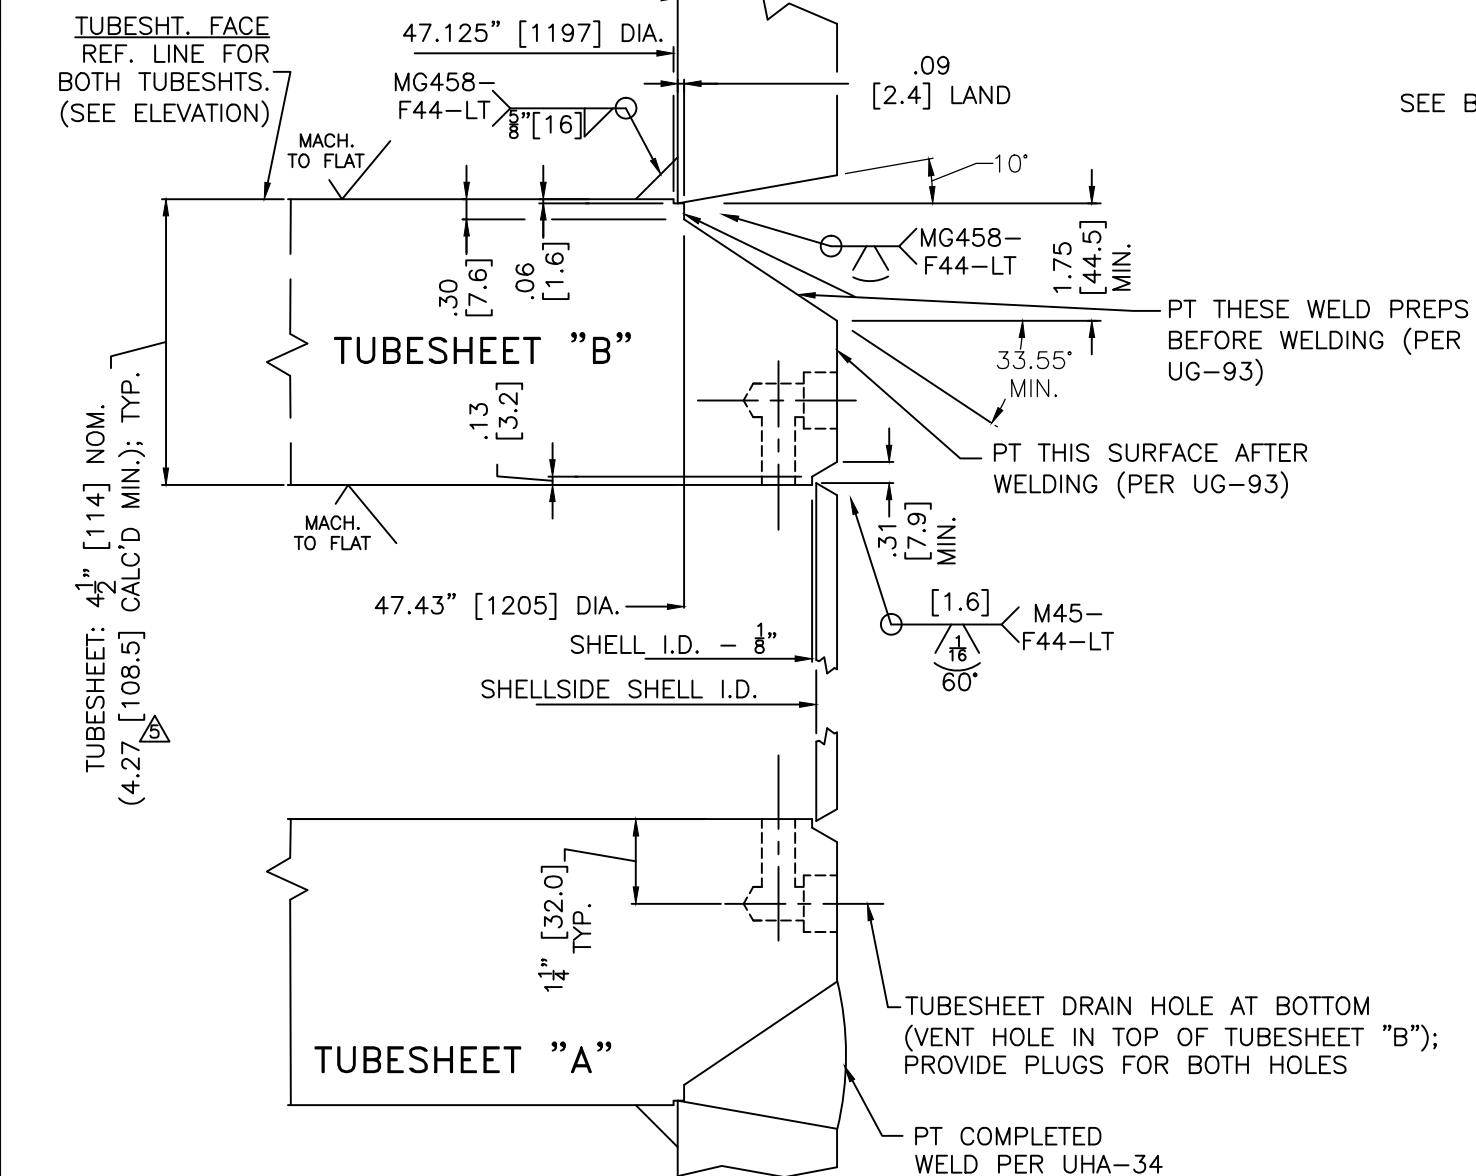 TUBESHT. FACE
REF. LINE FOR
BOTH TUBESHTS.
(SEE ELEVATION)
47.125" [1197] DIA.
MG458-
F44-LT
5/8"[16]
.09
[2.4] LAND
SEE B
MACH.
TO FLAT
10°
MG458-
F44-LT
1.75
[44.5]
MIN.
.30
[7.6]
.06
[1.6]
TUBESHEET "B"
PT THESE WELD PREPS
BEFORE WELDING (PER
UG-93)
33.55°
MIN.
.13
[3.2]
PT THIS SURFACE AFTER
WELDING (PER UG-93)
MACH.
TO FLAT
.31
[7.9]
MIN.
TUBESHEET: 4 1/2" [114] NOM.
(4.27 [108.5] CALC'D MIN.); TYP.
5
47.43" [1205] DIA.
[1.6]
M45-
F44-LT
1/16
60°
SHELL I.D. - 1/8"
SHELLSIDE SHELL I.D.
1 1/4" [32.0]
TYP.
TUBESHEET "A"
TUBESHEET DRAIN HOLE AT BOTTOM
(VENT HOLE IN TOP OF TUBESHEET "B");
PROVIDE PLUGS FOR BOTH HOLES
PT COMPLETED
WELD PER UHA-34